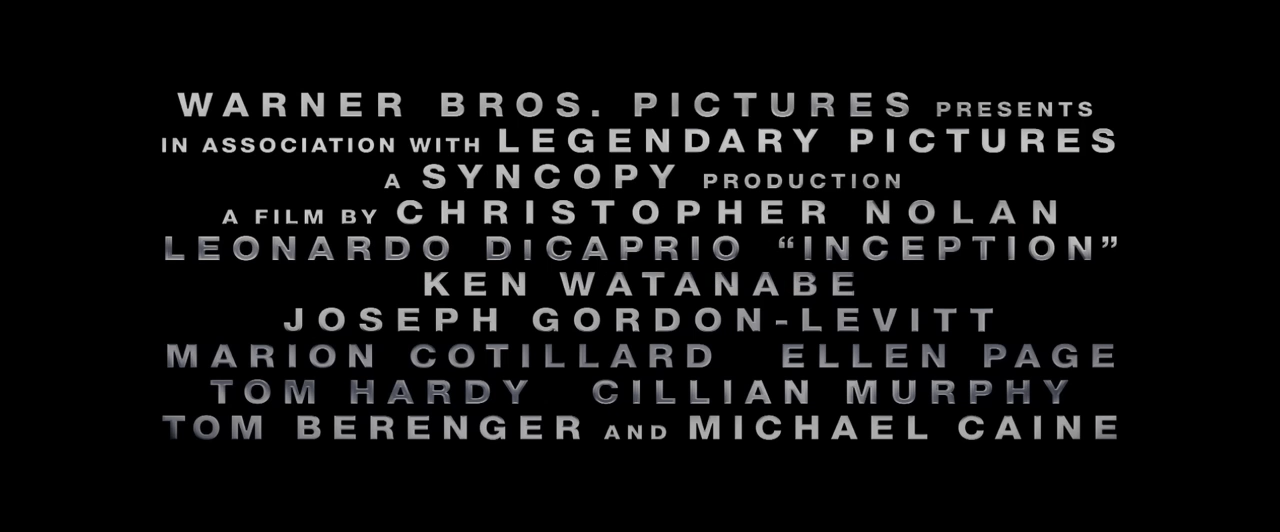 WARNER BROS. PICTURES PRESENTS
IN ASSOCIATION WITH LEGENDARY PICTURES
A SYNCOPY PRODUCTION
A FILM BY CHRISTOPHER NOLAN
LEONARDO DiCAPRIO “INCEPTION”
KEN WATANABE
JOSEPH GORDON-LEVITT
MARION COTILLARD ELLEN PAGE
TOM HARDY CILLIAN MURPHY
TOM BERENGER AND MICHAEL CAINE